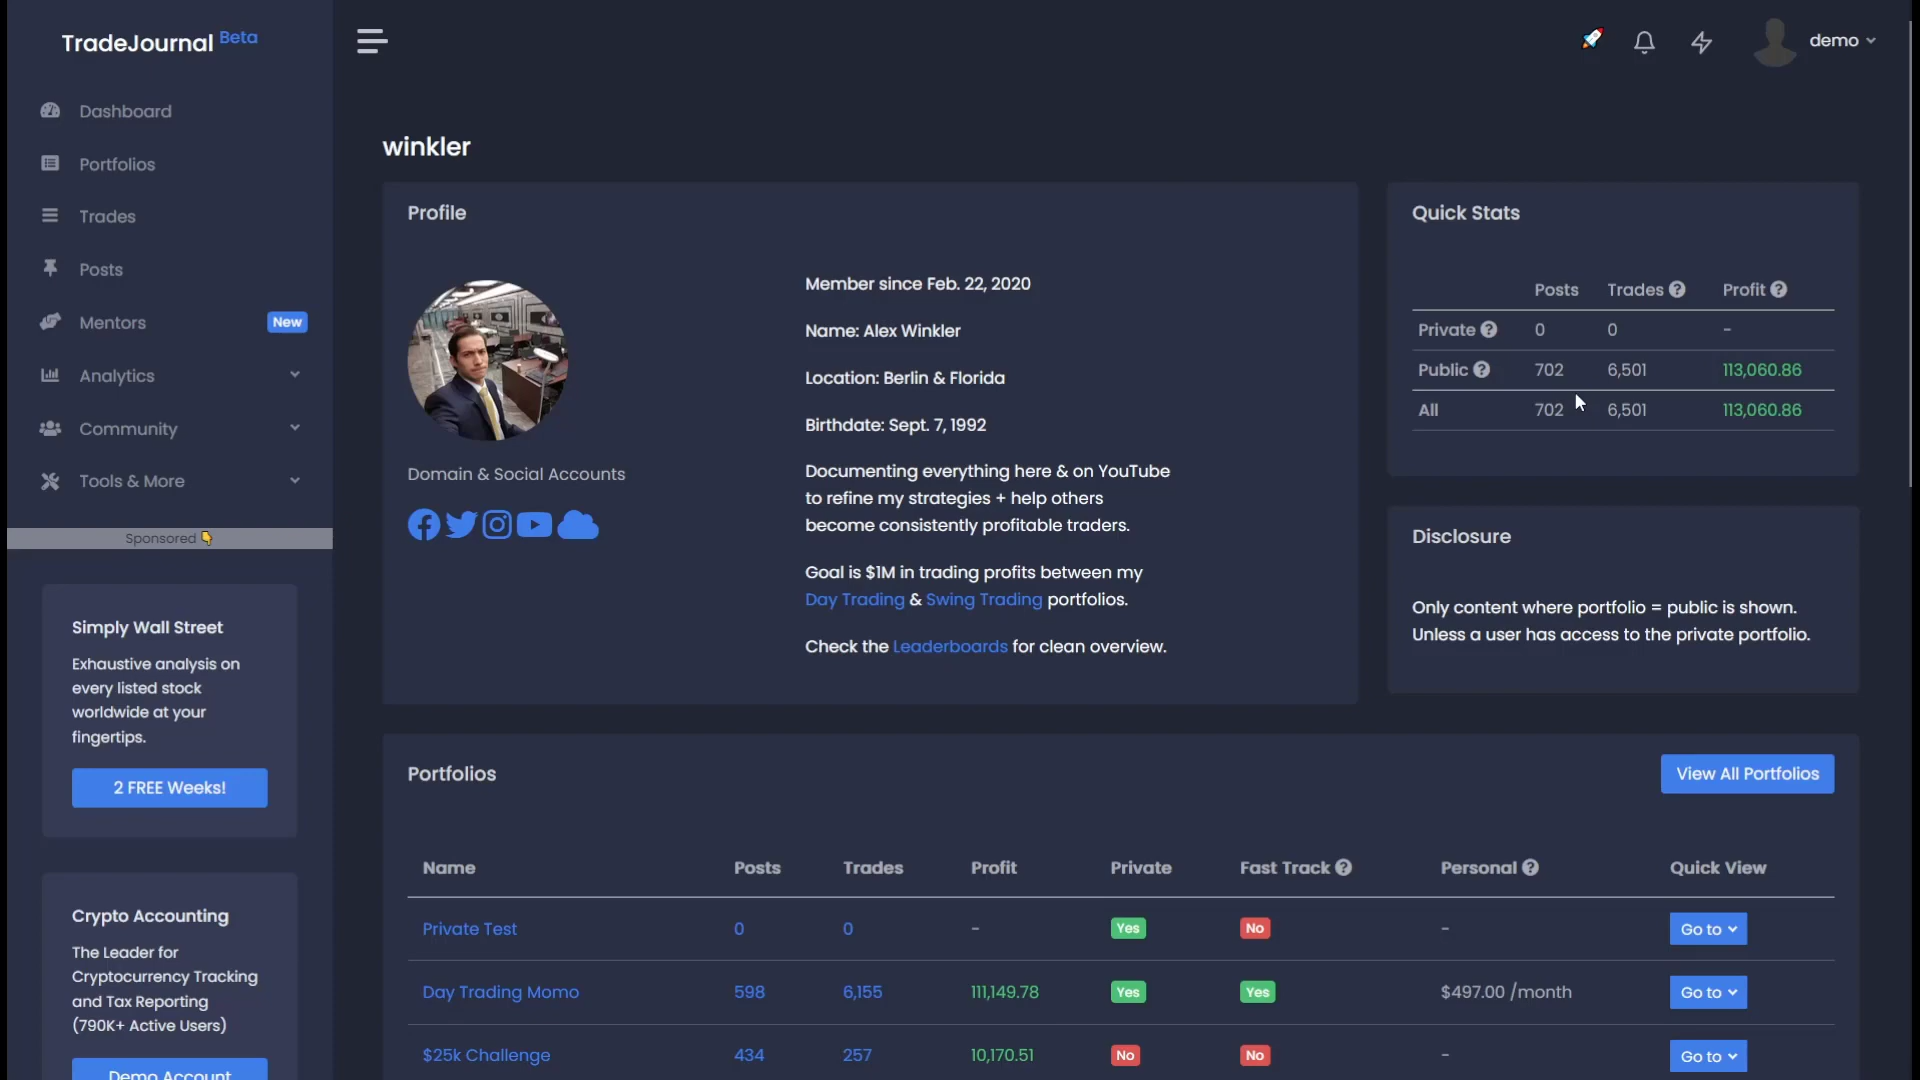 TradeJournal Beta
demo
Dashboard
Portfolios
Trades
Posts
Mentors New
Analytics
Community
Tools & More
Sponsored 👇
Simply Wall Street
Exhaustive analysis on
every listed stock
worldwide at your
fingertips.
2 FREE Weeks!
Crypto Accounting
The Leader for
Cryptocurrency Tracking
and Tax Reporting
(790K+ Active Users)
Demo Account
winkler
Profile
Domain & Social Accounts
Member since Feb. 22, 2020
Name: Alex Winkler
Location: Berlin & Florida
Birthdate: Sept. 7, 1992
Documenting everything here & on YouTube
to refine my strategies + help others
become consistently profitable traders.
Goal is $1M in trading profits between my
Day Trading & Swing Trading portfolios.
Check the Leaderboards for clean overview.
Quick Stats
Posts Trades ? Profit ?
Private ? 0 0 -
Public ? 702 6,501 113,060.86
All 702 6,501 113,060.86
Disclosure
Only content where portfolio = public is shown.
Unless a user has access to the private portfolio.
Portfolios
View All Portfolios
Name Posts Trades Profit Private Fast Track ? Personal ? Quick View
Private Test 0 0 - Yes No - Go to
Day Trading Momo 598 6,155 111,149.78 Yes Yes $497.00 /month Go to
$25k Challenge 434 257 10,170.51 No No - Go to